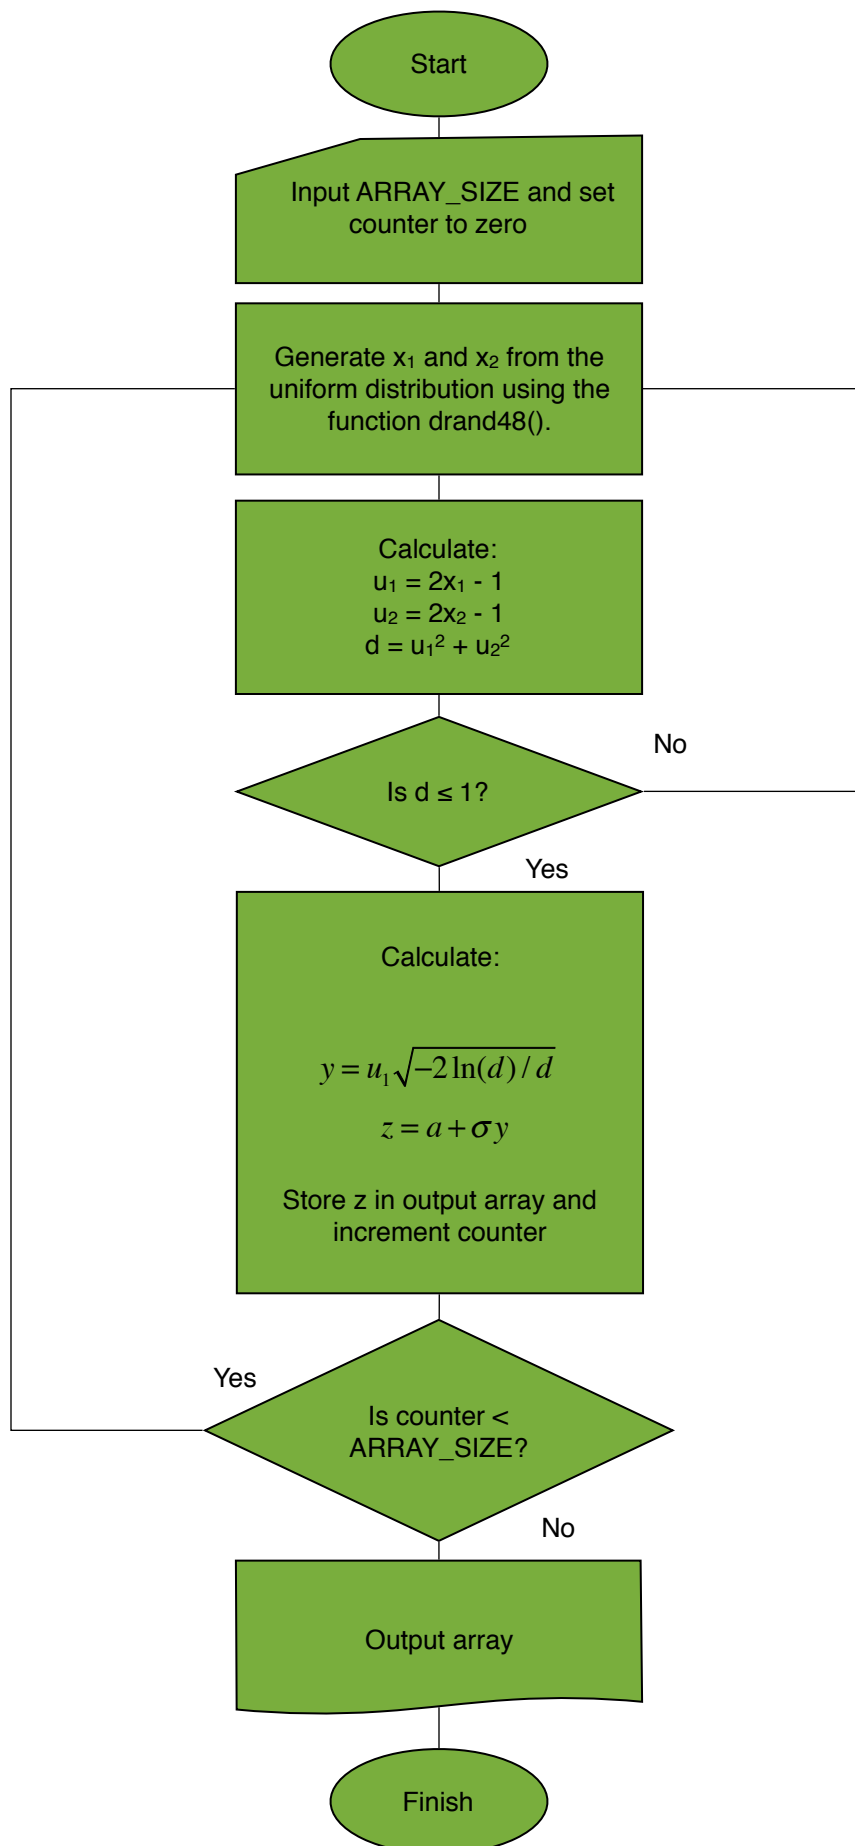 Start
Input ARRAY_SIZE and set
counter to zero
Generate x₁ and x₂ from the
uniform distribution using the
function drand48().
Calculate:
u₁ = 2x₁ - 1
u₂ = 2x₂ - 1
d = u₁² + u₂²
No
Is d ≤ 1?
Yes
Calculate:
y = u₁√(−2 ln(d) / d)
z = a + σy
Store z in output array and
increment counter
Yes
Is counter <
ARRAY_SIZE?
No
Output array
Finish